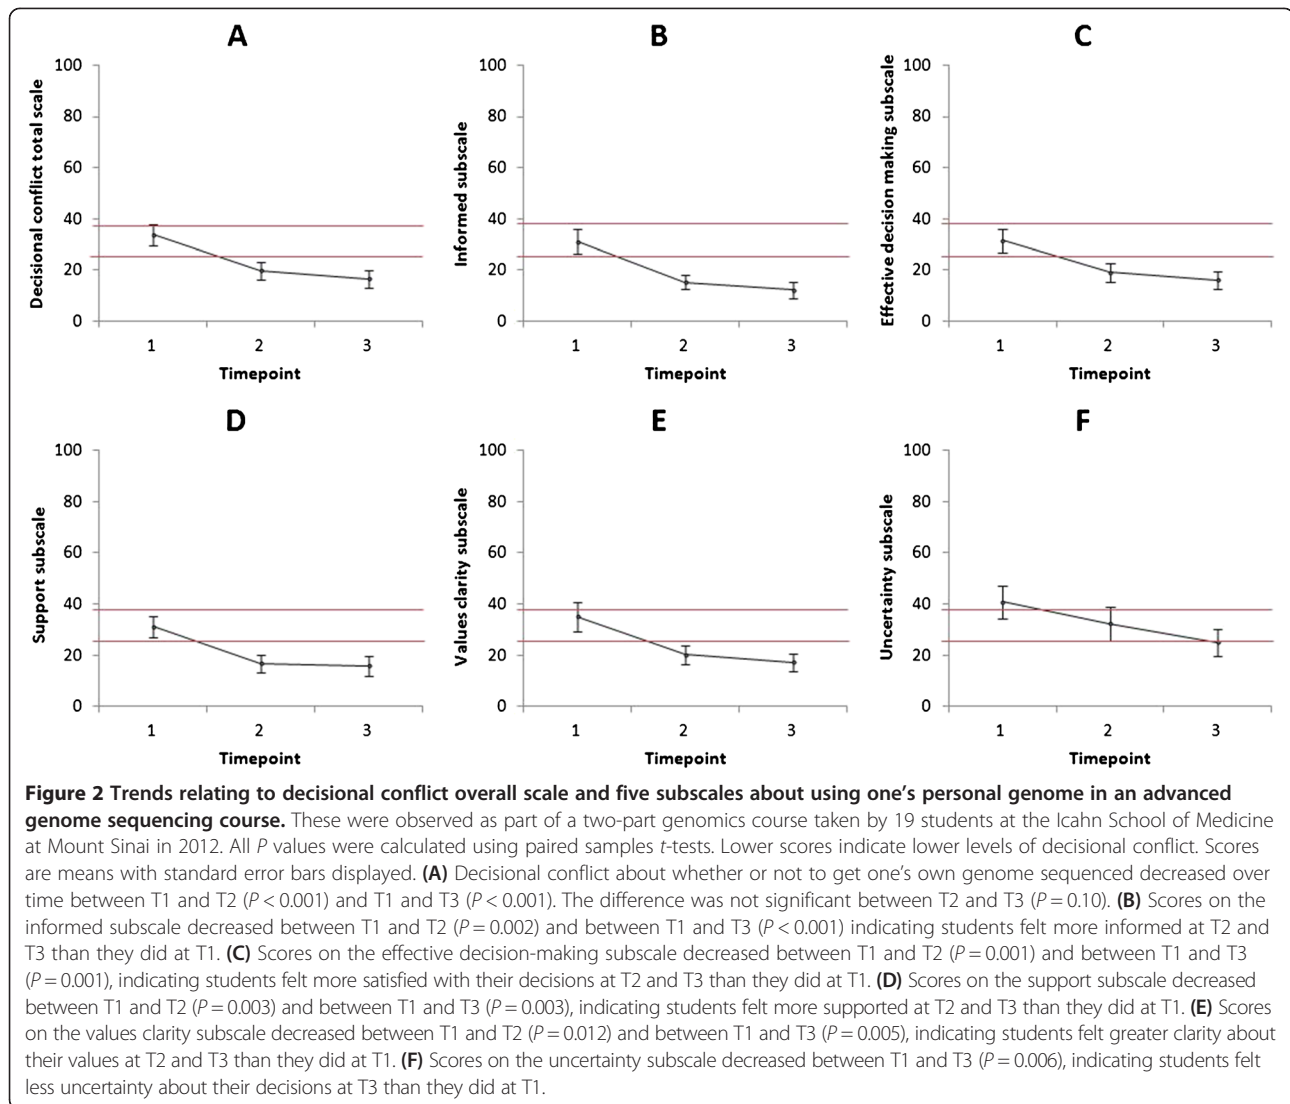 A
B
C
100
80
60
40
20
0
Decisional conflict total scale
1 2 3
Timepoint
100
80
60
40
20
0
Informed subscale
1 2 3
Timepoint
100
80
60
40
20
0
Effective decision making subscale
1 2 3
Timepoint
D
E
F
100
80
60
40
20
0
Support subscale
1 2 3
Timepoint
100
80
60
40
20
0
Values clarity subscale
1 2 3
Timepoint
100
80
60
40
20
0
Uncertainty subscale
1 2 3
Timepoint
Figure 2 Trends relating to decisional conflict overall scale and five subscales about using one's personal genome in an advanced
genome sequencing course. These were observed as part of a two-part genomics course taken by 19 students at the Icahn School of Medicine
at Mount Sinai in 2012. All P values were calculated using paired samples t-tests. Lower scores indicate lower levels of decisional conflict. Scores
are means with standard error bars displayed. (A) Decisional conflict about whether or not to get one's own genome sequenced decreased over
time between T1 and T2 (P < 0.001) and T1 and T3 (P < 0.001). The difference was not significant between T2 and T3 (P = 0.10). (B) Scores on the
informed subscale decreased between T1 and T2 (P = 0.002) and between T1 and T3 (P < 0.001) indicating students felt more informed at T2 and
T3 than they did at T1. (C) Scores on the effective decision-making subscale decreased between T1 and T2 (P = 0.001) and between T1 and T3
(P = 0.001), indicating students felt more satisfied with their decisions at T2 and T3 than they did at T1. (D) Scores on the support subscale decreased
between T1 and T2 (P = 0.003) and between T1 and T3 (P = 0.003), indicating students felt more supported at T2 and T3 than they did at T1. (E) Scores
on the values clarity subscale decreased between T1 and T2 (P = 0.012) and between T1 and T3 (P = 0.005), indicating students felt greater clarity about
their values at T2 and T3 than they did at T1. (F) Scores on the uncertainty subscale decreased between T1 and T3 (P = 0.006), indicating students felt
less uncertainty about their decisions at T3 than they did at T1.